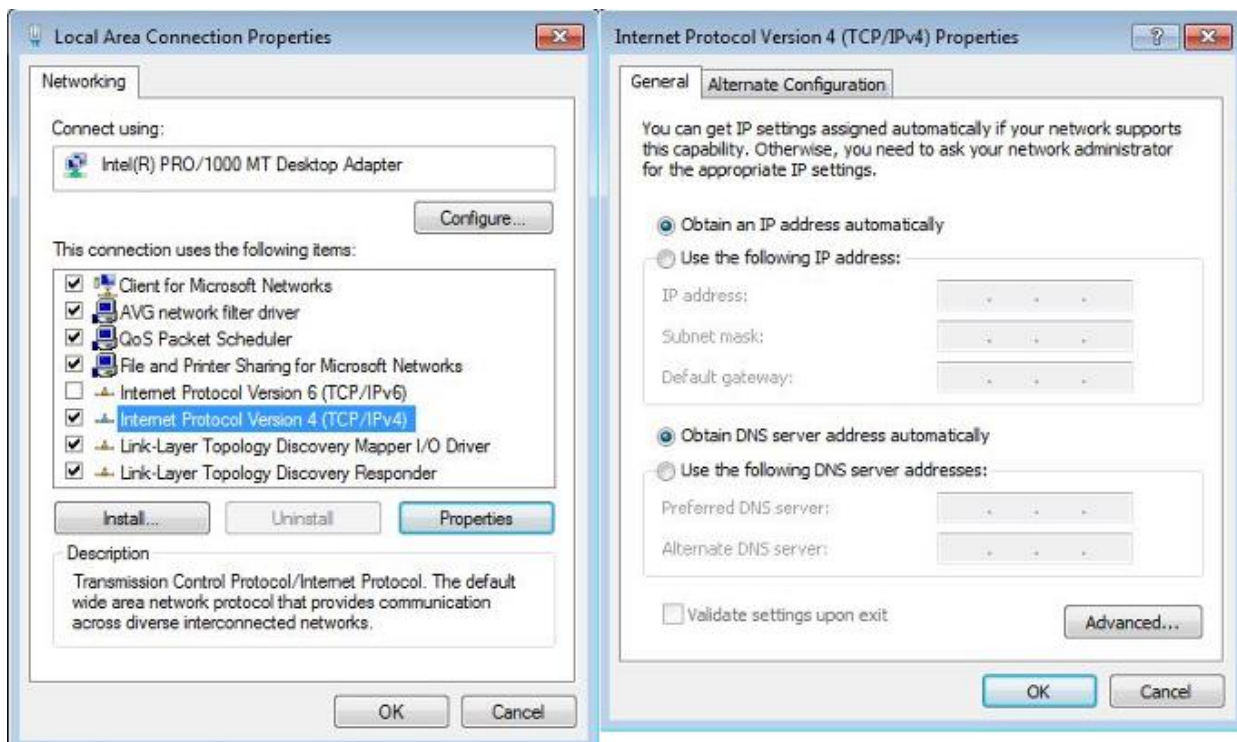 Local Area Connection Properties
Networking
Connect using:
Intel(R) PRO/1000 MT Desktop Adapter
Configure...
This connection uses the following items:
Client for Microsoft Networks
AVG network filter driver
QoS Packet Scheduler
File and Printer Sharing for Microsoft Networks
Internet Protocol Version 6 (TCP/IPv6)
Internet Protocol Version 4 (TCP/IPv4)
Link-Layer Topology Discovery Mapper I/O Driver
Link-Layer Topology Discovery Responder
Install...
Uninstall
Properties
Description
Transmission Control Protocol/Internet Protocol. The default
wide area network protocol that provides communication
across diverse interconnected networks.
OK
Cancel
Internet Protocol Version 4 (TCP/IPv4) Properties
?
General
Alternate Configuration
You can get IP settings assigned automatically if your network supports
this capability. Otherwise, you need to ask your network administrator
for the appropriate IP settings.
Obtain an IP address automatically
Use the following IP address:
IP address:
Subnet mask:
Default gateway:
Obtain DNS server address automatically
Use the following DNS server addresses:
Preferred DNS server:
Alternate DNS server:
Validate settings upon exit
Advanced...
OK
Cancel